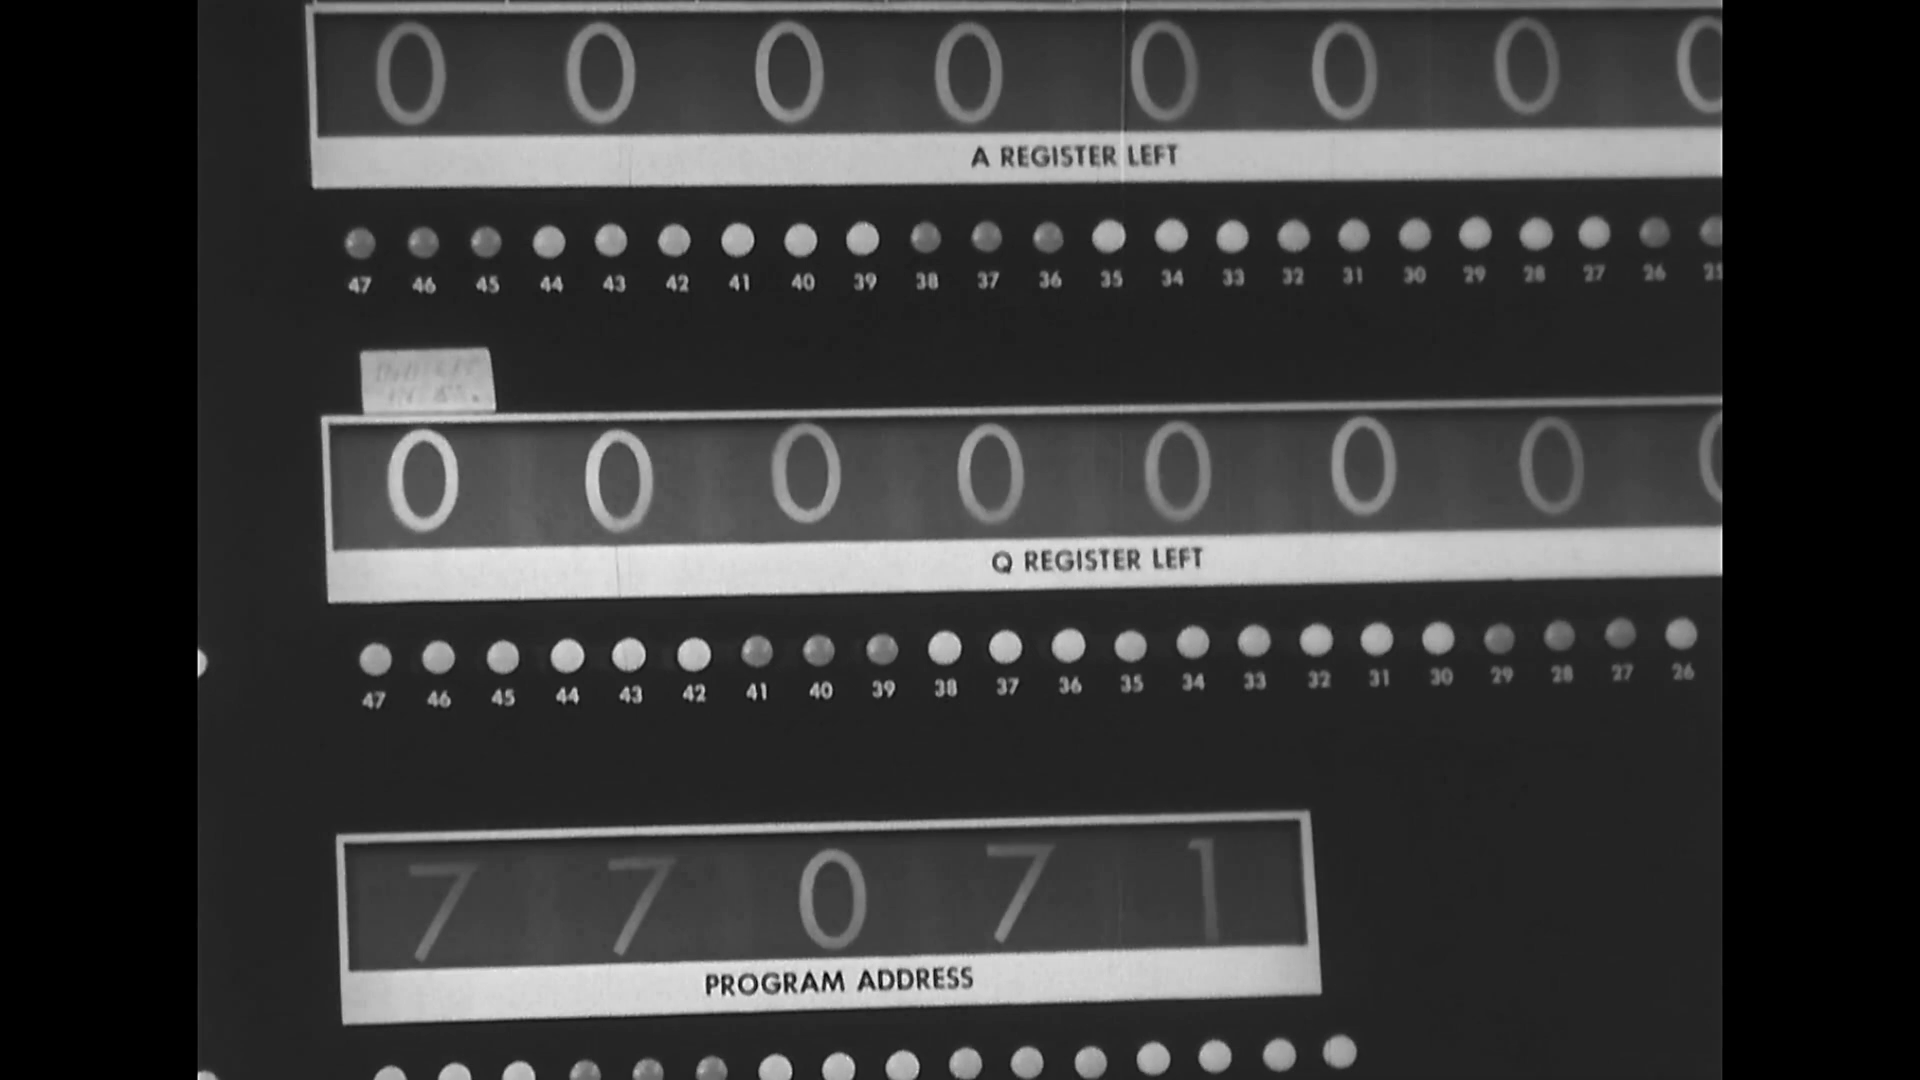 0 0 0 0 0 0 0 0
A REGISTER LEFT
47 46 45 44 43 42 41 40 39 38 37 36 35 34 33 32 31 30 29 28 27 26 25
0 0 0 0 0 0 0 0
Q REGISTER LEFT
47 46 45 44 43 42 41 40 39 38 37 36 35 34 33 32 31 30 29 28 27 26
7 7 0 7 1
PROGRAM ADDRESS